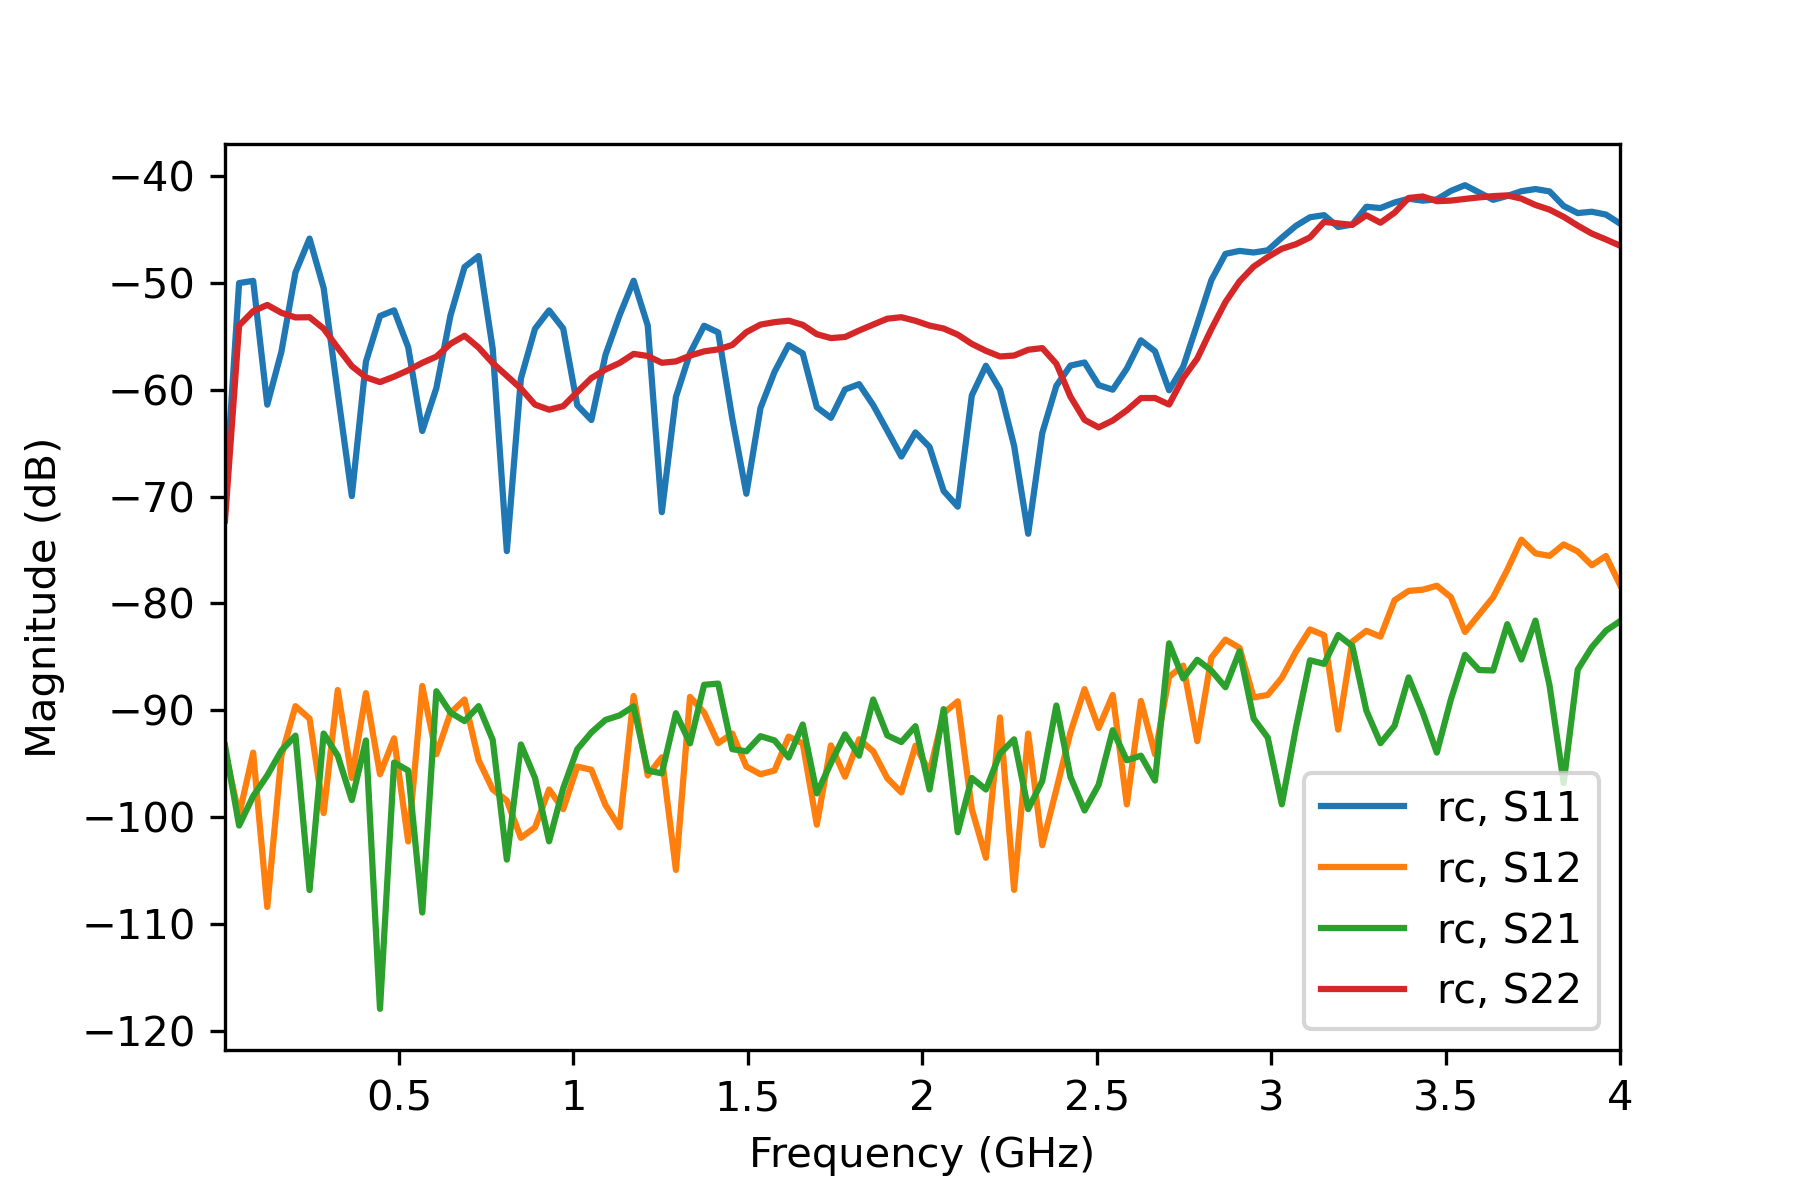 Magnitude (dB)
−40
−50
−60
−70
−80
−90
−100
−110
−120
rc, S11
rc, S12
rc, S21
rc, S22
0.5 1 1.5 2 2.5 3 3.5 4
Frequency (GHz)